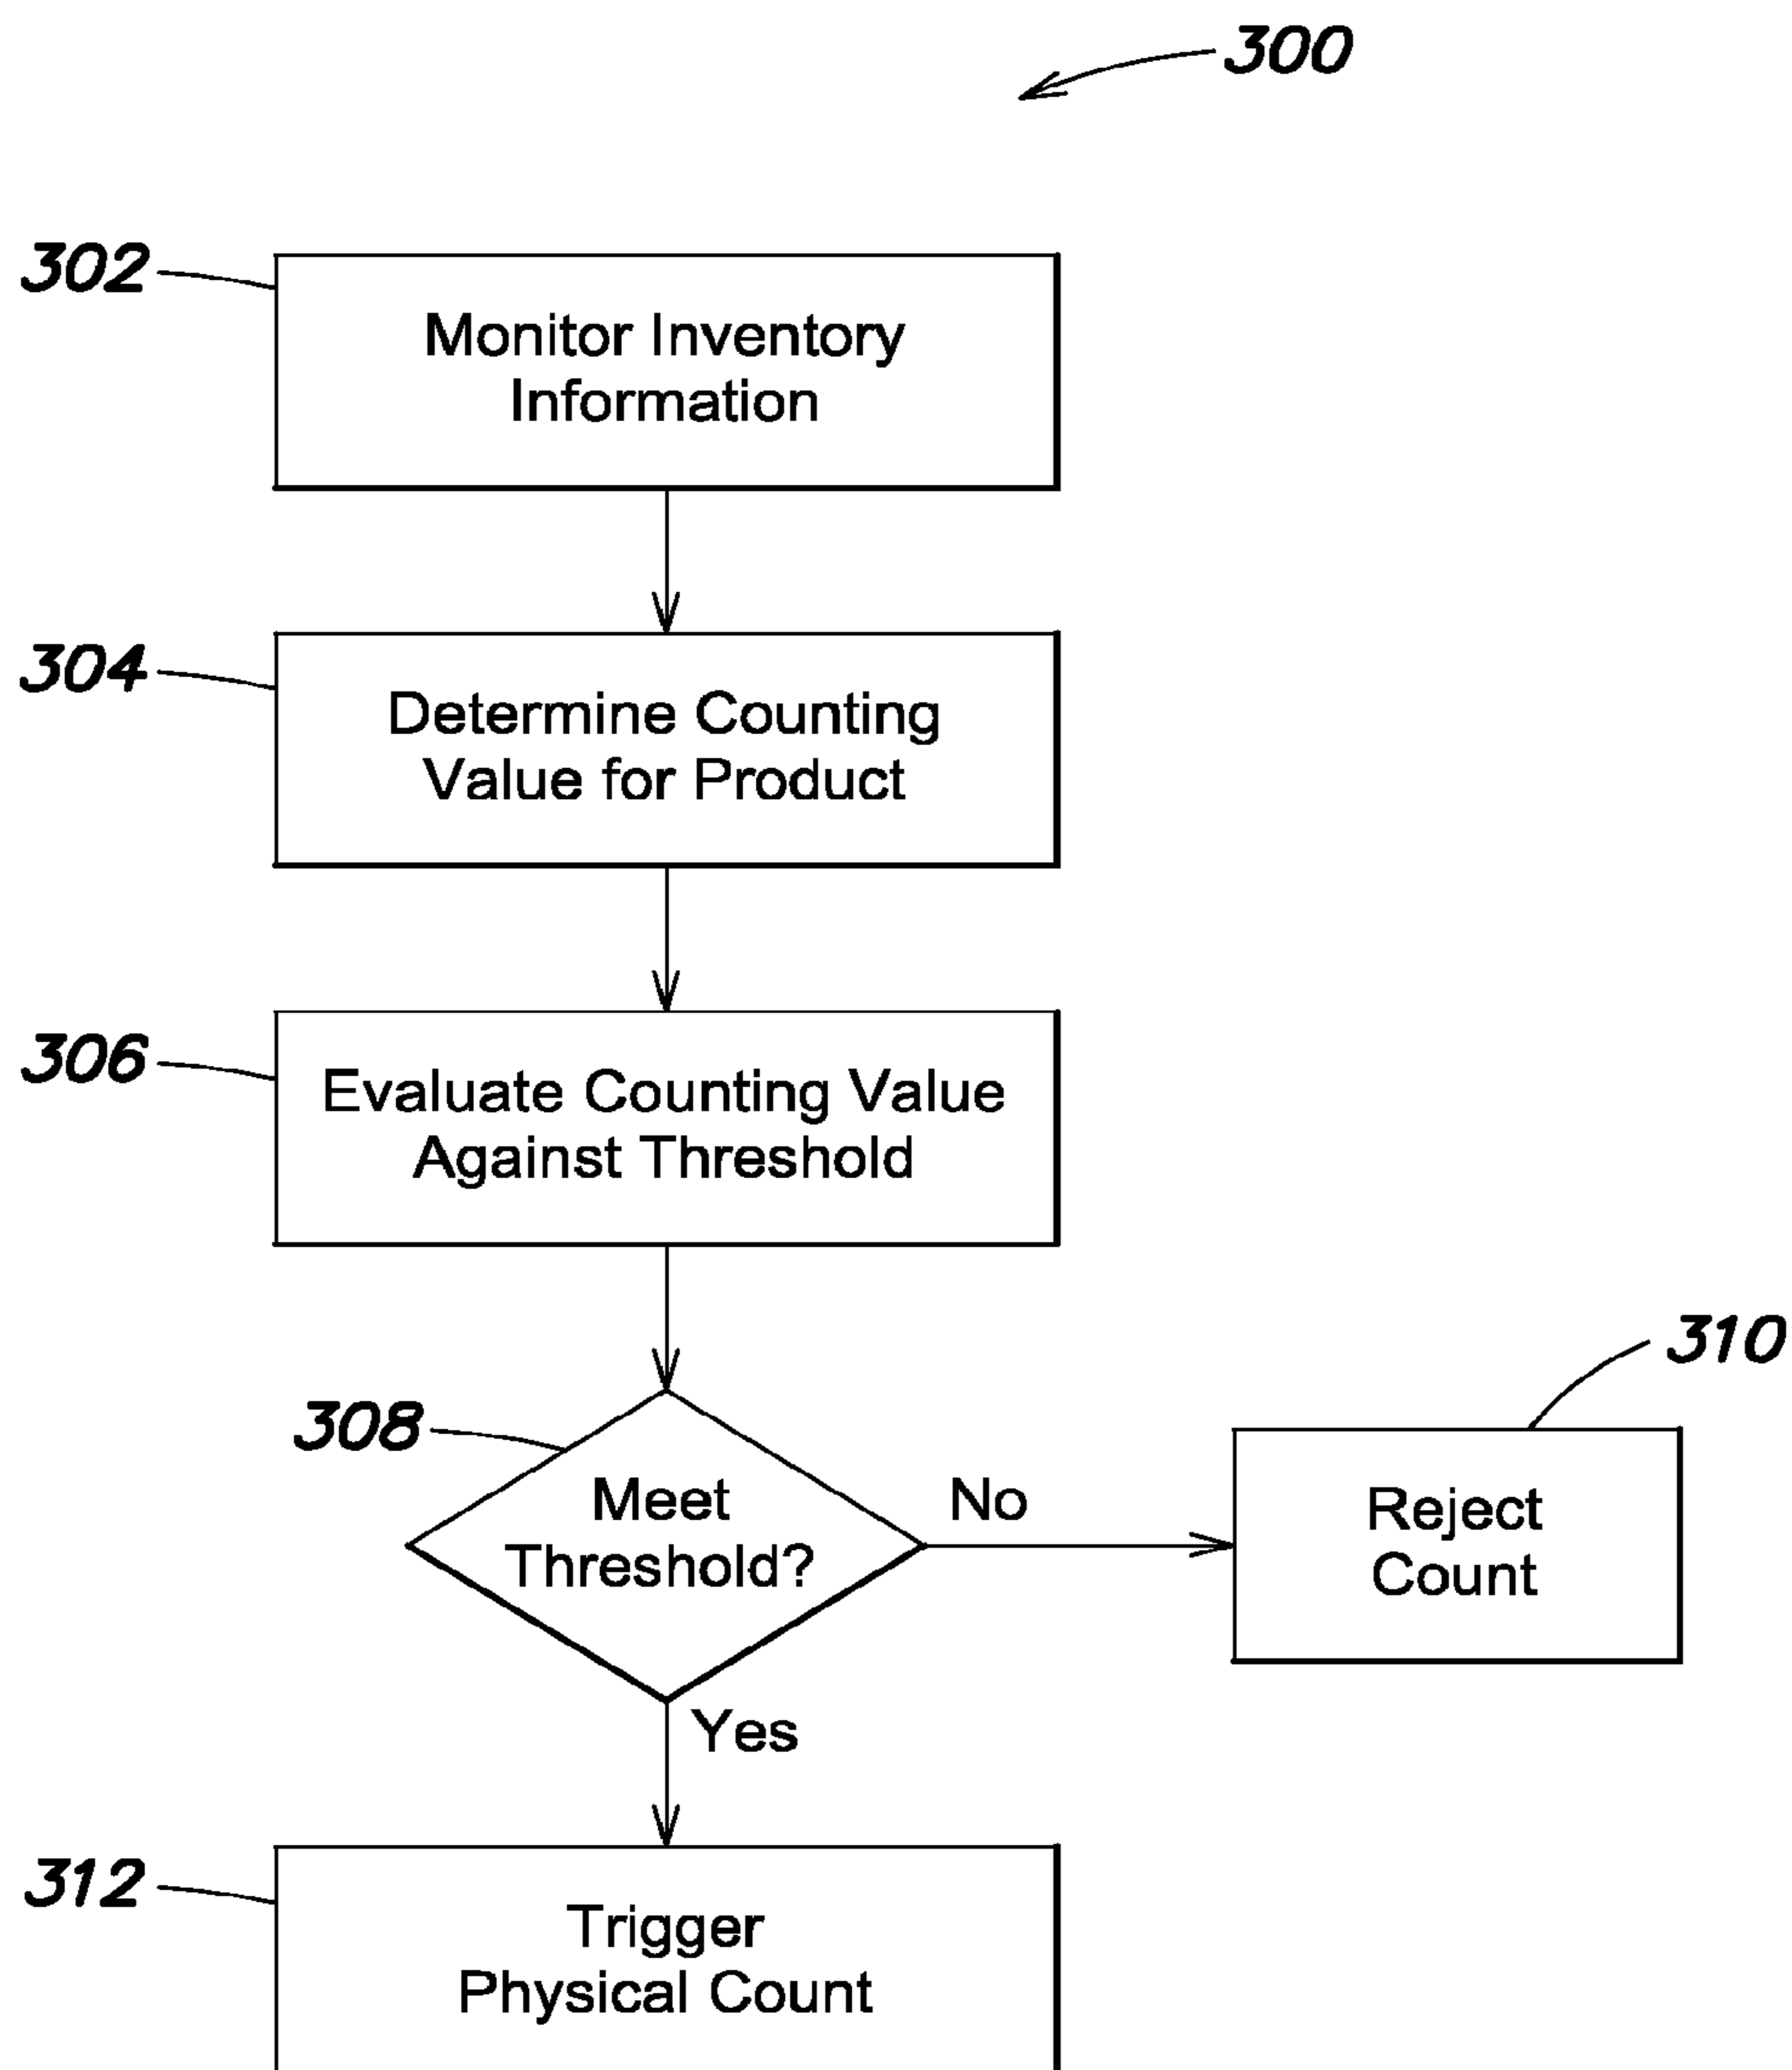 300
302
Monitor Inventory
Information
304
Determine Counting
Value for Product
306
Evaluate Counting Value
Against Threshold
308
Meet
Threshold?
No
310
Reject
Count
Yes
312
Trigger
Physical Count